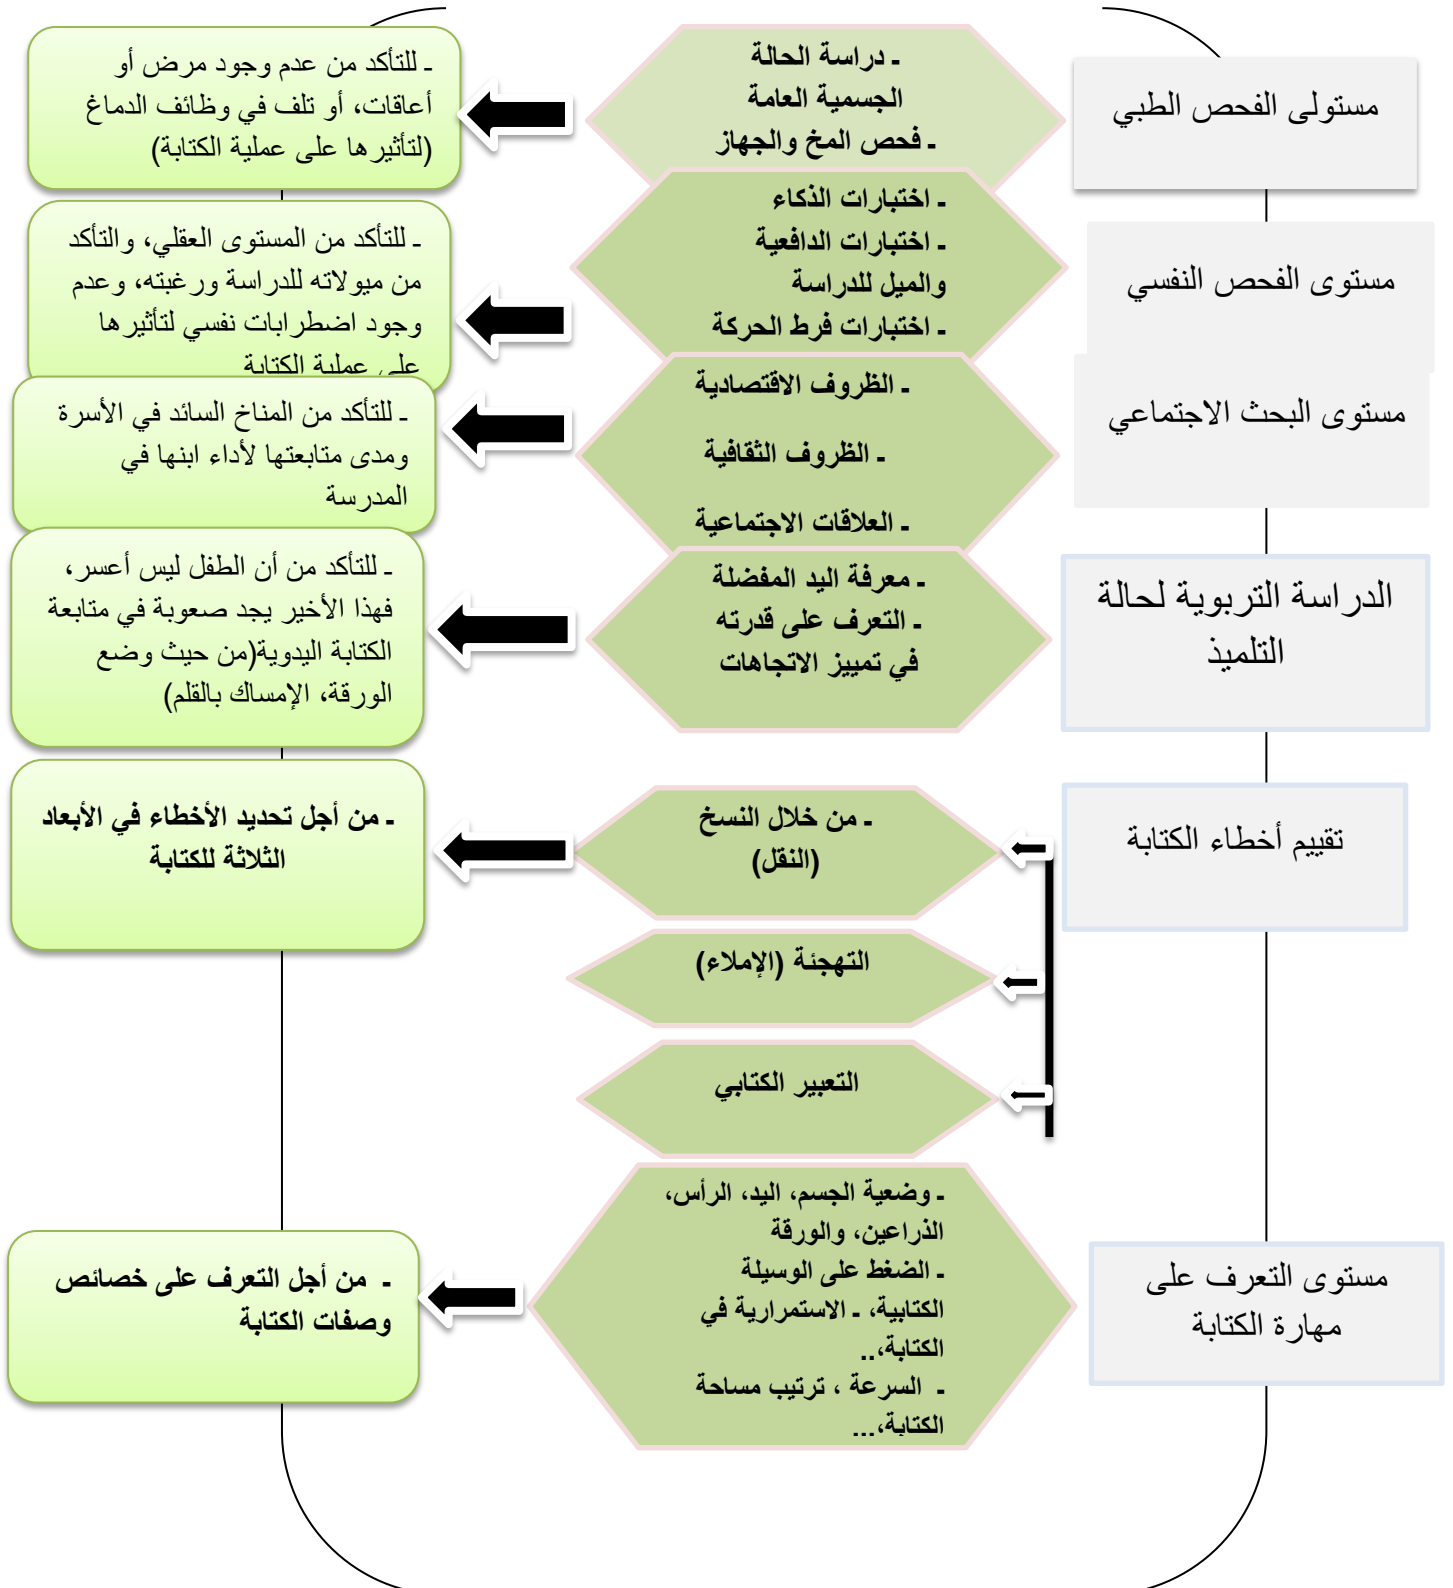 مستولى الفحص الطبي
ـ دراسة الحالة
الجسمية العامة
ـ فحص المخ والجهاز
ـ للتأكد من عدم وجود مرض أو
أعاقات، أو تلف في وظائف الدماغ
(لتأثيرها على عملية الكتابة)
مستوى الفحص النفسي
ـ اختبارات الذكاء
ـ اختبارات الدافعية
والميل للدراسة
ـ اختبارات فرط الحركة
ـ للتأكد من المستوى العقلي، والتأكد
من ميولاته للدراسة ورغبته، وعدم
وجود اضطرابات نفسي لتأثيرها
على عملية الكتابة
مستوى البحث الاجتماعي
ـ الظروف الاقتصادية
ـ الظروف الثقافية
ـ العلاقات الاجتماعية
ـ للتأكد من المناخ السائد في الأسرة
ومدى متابعتها لأداء ابنها في
المدرسة
الدراسة التربوية لحالة
التلميذ
ـ معرفة اليد المفضلة
ـ التعرف على قدرته
في تمييز الاتجاهات
ـ للتأكد من أن الطفل ليس أعسر،
فهذا الأخير يجد صعوبة في متابعة
الكتابة اليدوية(من حيث وضع
الورقة، الإمساك بالقلم)
تقييم أخطاء الكتابة
ـ من خلال النسخ
(النقل)
ـ من أجل تحديد الأخطاء في الأبعاد
الثلاثة للكتابة
التهجئة (الإملاء)
التعبير الكتابي
مستوى التعرف على
مهارة الكتابة
ـ وضعية الجسم، اليد، الرأس،
الذراعين، والورقة
ـ الضغط على الوسيلة
الكتابية، ـ الاستمرارية في
الكتابة،..
ـ السرعة ، ترتيب مساحة
الكتابة،...
ـ من أجل التعرف على خصائص
وصفات الكتابة